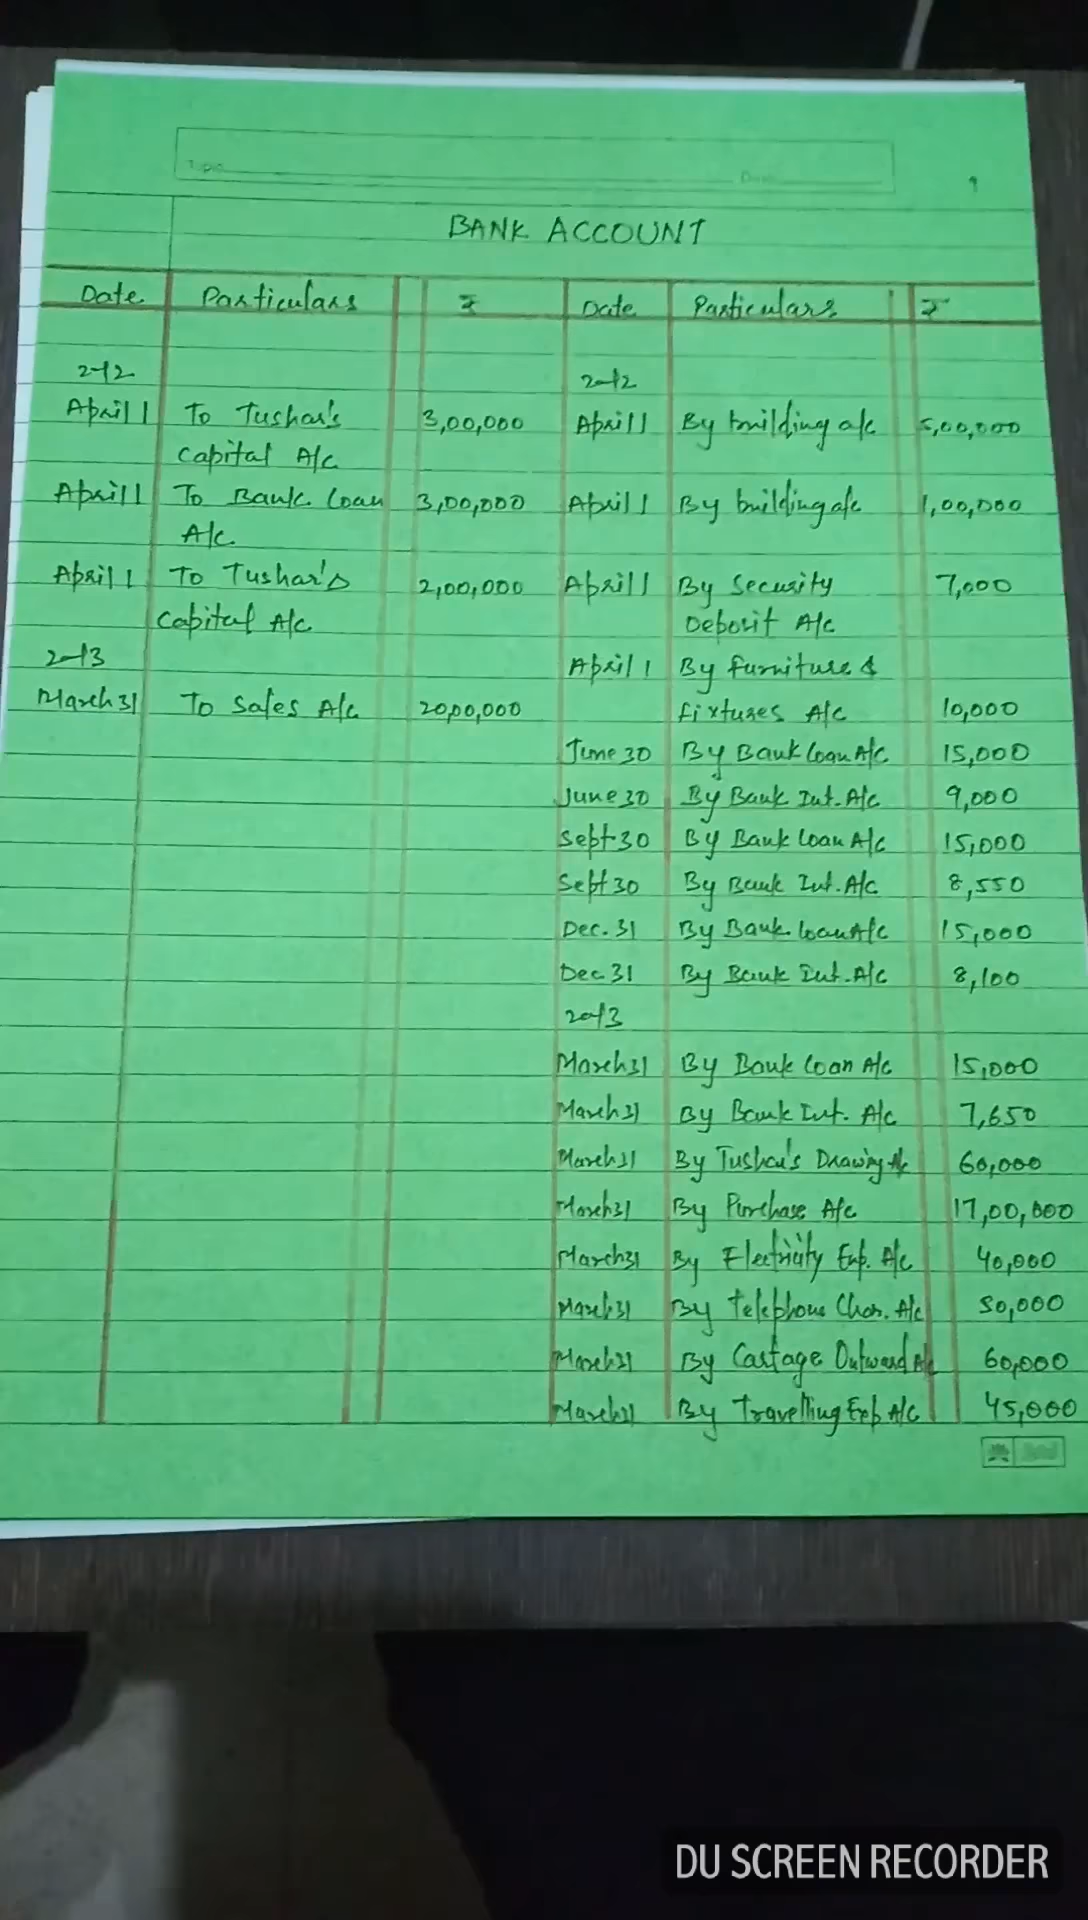 BANK ACCOUNT
Date Particulars ₹ Date Particulars ₹
2012 2012
April 1 To Tushar's 3,00,000 April 1 By building a/c 5,00,000
capital A/c
April 1 To Bank Loan 3,00,000 April 1 By building a/c 1,00,000
A/c
April 1 To Tushar's 2,00,000 April 1 By Security 7,000
capital A/c Deposit A/c
2013 April 1 By furniture &
March 31 To Sales A/c 20,00,000 fixtures A/c 10,000
June 30 By Bank Loan A/c 15,000
June 30 By Bank Int. A/c 9,000
Sept 30 By Bank Loan A/c 15,000
Sept 30 By Bank Int. A/c 8,550
Dec. 31 By Bank Loan A/c 15,000
Dec 31 By Bank Int. A/c 8,100
2013
March 31 By Bank Loan A/c 15,000
March 31 By Bank Int. A/c 7,650
March 31 By Tushar's Drawing A/c 60,000
March 31 By Purchase A/c 17,00,000
March 31 By Electricity Exp. A/c 40,000
March 31 By Telephone Char. A/c 50,000
March 31 By Cartage Outward A/c 60,000
March 31 By Travelling Exp. A/c 45,000
DU SCREEN RECORDER